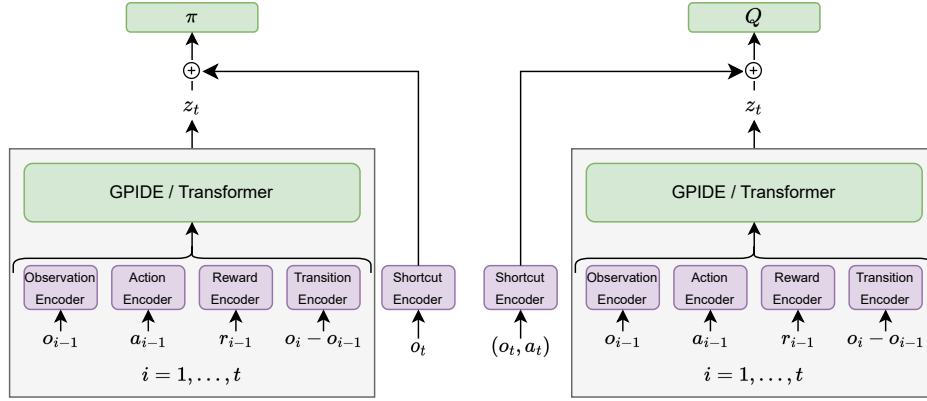 π
Q
+
+
z_t
z_t
GPIDE / Transformer
GPIDE / Transformer
Observation Encoder
Action Encoder
Reward Encoder
Transition Encoder
Shortcut Encoder
Shortcut Encoder
Observation Encoder
Action Encoder
Reward Encoder
Transition Encoder
o_{i−1}
a_{i−1}
r_{i−1}
o_i − o_{i−1}
o_t
(o_t, a_t)
o_{i−1}
a_{i−1}
r_{i−1}
o_i − o_{i−1}
i = 1, . . . , t
i = 1, . . . , t